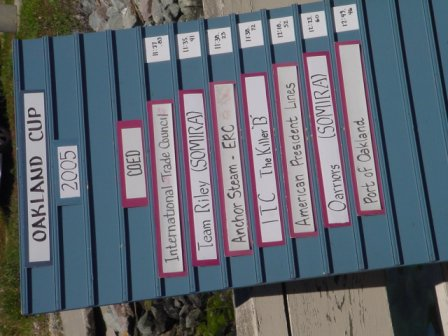 OAKLAND CUP
2005
COED
International Trade Council
Team Riley (SOMIRA)
Anchor Steam - ERC
ITC The Killer "B"
American President Lines
Oarriors (SOMIRA)
Port of Oakland